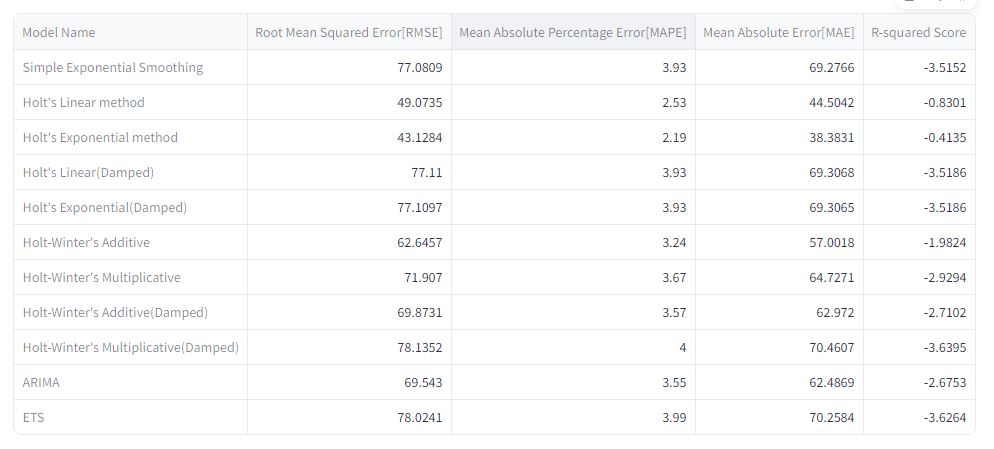 Model Name Root Mean Squared Error[RMSE] Mean Absolute Percentage Error[MAPE] Mean Absolute Error[MAE] R-squared Score
Simple Exponential Smoothing 77.0809 3.93 69.2766 -3.5152
Holt's Linear method 49.0735 2.53 44.5042 -0.8301
Holt's Exponential method 43.1284 2.19 38.3831 -0.4135
Holt's Linear(Damped) 77.11 3.93 69.3068 -3.5186
Holt's Exponential(Damped) 77.1097 3.93 69.3065 -3.5186
Holt-Winter's Additive 62.6457 3.24 57.0018 -1.9824
Holt-Winter's Multiplicative 71.907 3.67 64.7271 -2.9294
Holt-Winter's Additive(Damped) 69.8731 3.57 62.972 -2.7102
Holt-Winter's Multiplicative(Damped) 78.1352 4 70.4607 -3.6395
ARIMA 69.543 3.55 62.4869 -2.6753
ETS 78.0241 3.99 70.2584 -3.6264